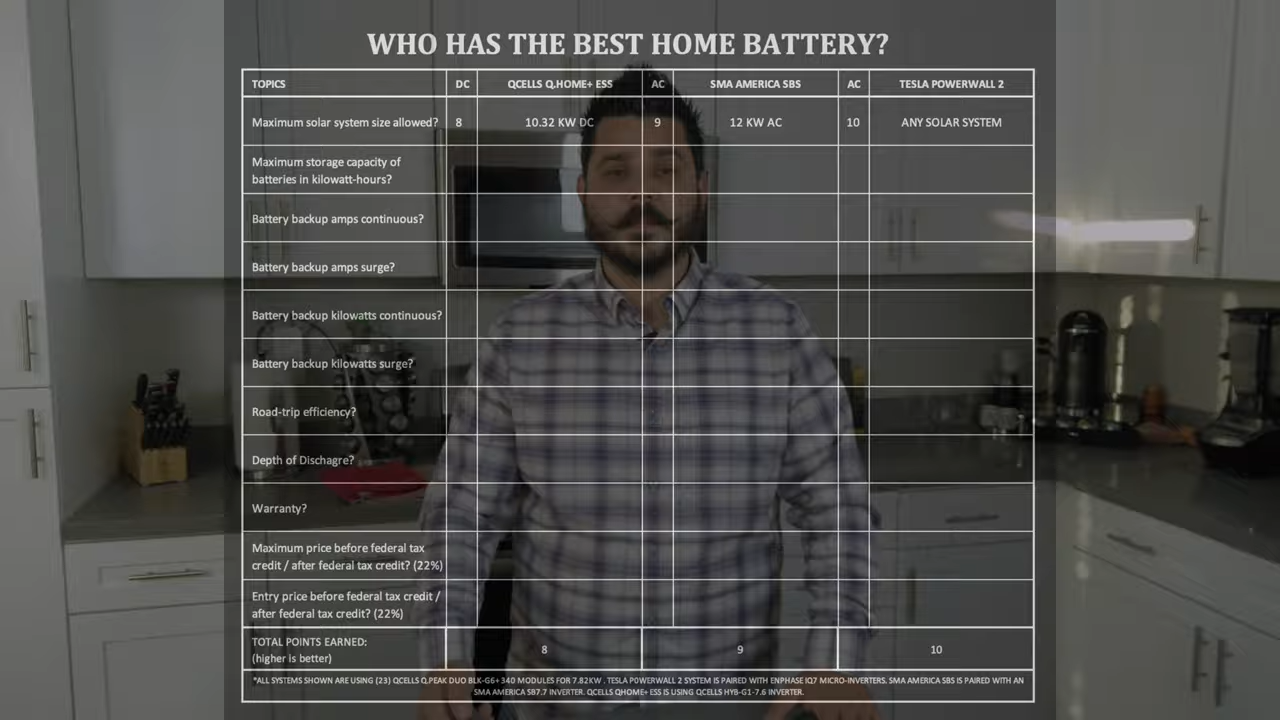 WHO HAS THE BEST HOME BATTERY?
TOPICS DC QCELLS Q,HOME+ ESS AC SMA AMERICA SBS AC TESLA POWERWALL 2
Maximum solar system size allowed? 8 10.32 KW DC 9 12 KW AC 10 ANY SOLAR SYSTEM
Maximum storage capacity of
batteries in kilowatt-hours?
Battery backup amps continuous?
Battery backup amps surge?
Battery backup kilowatts continuous?
Battery backup kilowatts surge?
Road-trip efficiency?
Depth of Dischagre?
Warranty?
Maximum price before federal tax
credit / after federal tax credit? (22%)
Entry price before federal tax credit /
after federal tax credit? (22%)
TOTAL POINTS EARNED:
(higher is better)
8 9 10
*ALL SYSTEMS SHOWN ARE USING (23) QCELLS Q,PEAK DUO BLK-G6+ 340 MODULES FOR 7.82KW . TESLA POWERWALL 2 SYSTEM IS PAIRED WITH ENPHASE IQ7 MICRO-INVERTERS. SMA AMERICA SBS IS PAIRED WITH AN
SMA AMERICA SB7.7 INVERTER. QCELLS QHOME+ ESS IS USING QCELLS HYB-G1-7.6 INVERTER.